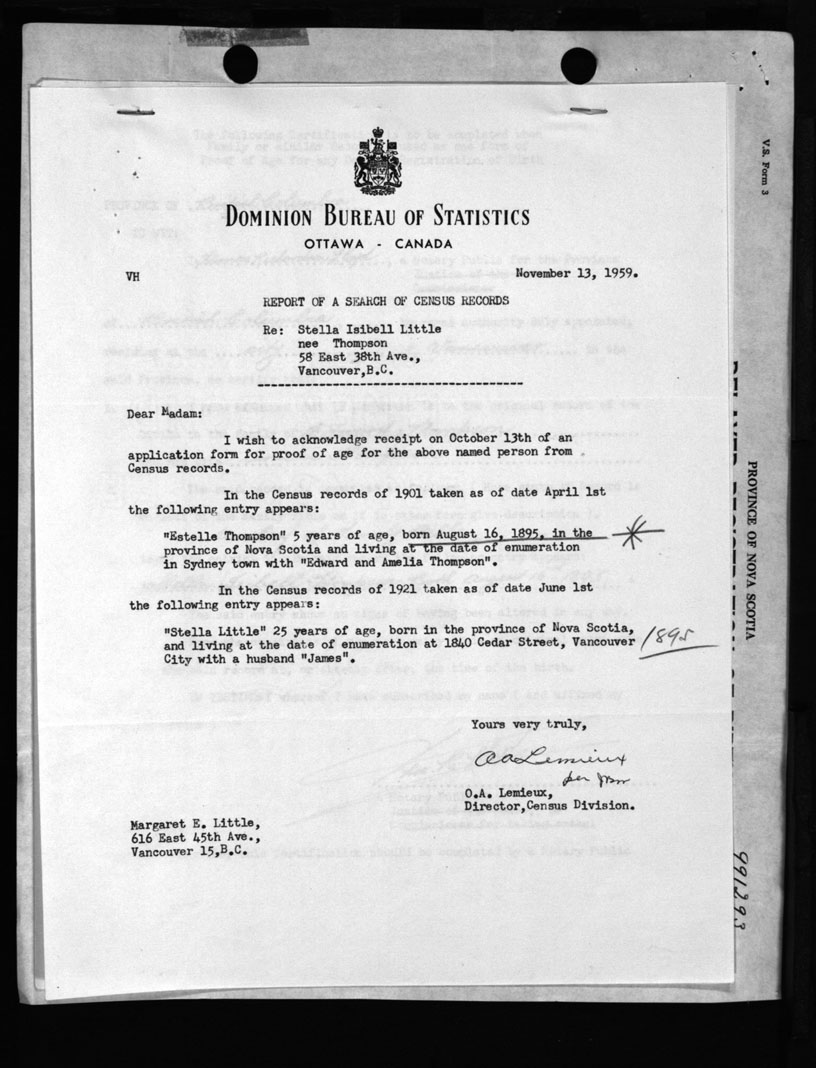 DOMINION BUREAU OF STATISTICS
OTTAWA - CANADA
VH
November 13, 1959.
REPORT OF A SEARCH OF CENSUS RECORDS
Re: Stella Isibell Little
nee Thompson
58 East 38th Ave.,
Vancouver,B.C.
Dear Madam:
I wish to acknowledge receipt on October 13th of an
application form for proof of age for the above named person from
Census records.
In the Census records of 1901 taken as of date April 1st
the following entry appears:
"Estelle Thompson" 5 years of age, born August 16, 1895, in the
province of Nova Scotia and living at the date of enumeration
in Sydney town with "Edward and Amelia Thompson".
In the Census records of 1921 taken as of date June 1st
the following entry appears:
"Stella Little" 25 years of age, born in the province of Nova Scotia,
and living at the date of enumeration at 1840 Cedar Street, Vancouver
City with a husband "James".
1895
Yours very truly,
OA Lemieux
per
O.A. Lemieux,
Director,Census Division.
Margaret E. Little,
616 East 45th Ave.,
Vancouver 15,B.C.
V.S. Form 3
PROVINCE OF NOVA SCOTIA
991293